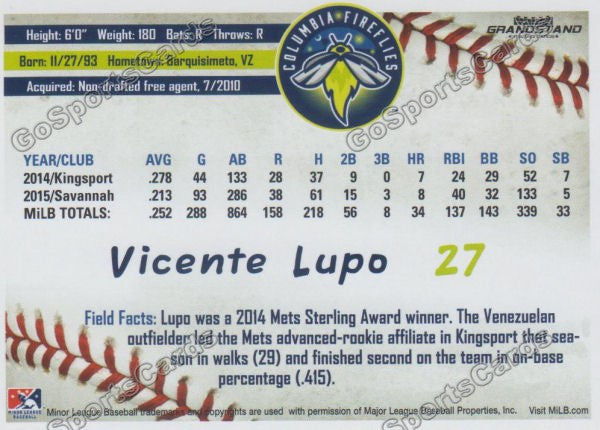 Height: 6'0" Weight: 180 Bats: R Throws: R
Born: 11/27/93 Hometown: Barquisimeto, VZ
Acquired: Non-drafted free agent, 7/2010
COLUMBIA FIREFLIES
GRANDSTAND
YEAR/CLUB AVG G AB R H 2B 3B HR RBI BB SO SB
2014/Kingsport .278 44 133 28 37 9 0 7 24 29 52 7
2015/Savannah .213 93 286 38 61 15 3 8 40 32 133 5
MiLB TOTALS: .252 288 864 158 218 56 8 34 137 143 339 33
Vicente Lupo 27
Field Facts: Lupo was a 2014 Mets Sterling Award winner. The Venezuelan
outfielder led the Mets advanced-rookie affiliate in Kingsport that sea-
son in walks (29) and finished second on the team in on-base
percentage (.415).
MINOR LEAGUE
BASEBALL
Minor League Baseball trademarks and copyrights are used with permission of Major League Baseball Properties, Inc. Visit MiLB.com
GoSportsCards
GoSportsCards
GoSportsCards
GoSportsCards